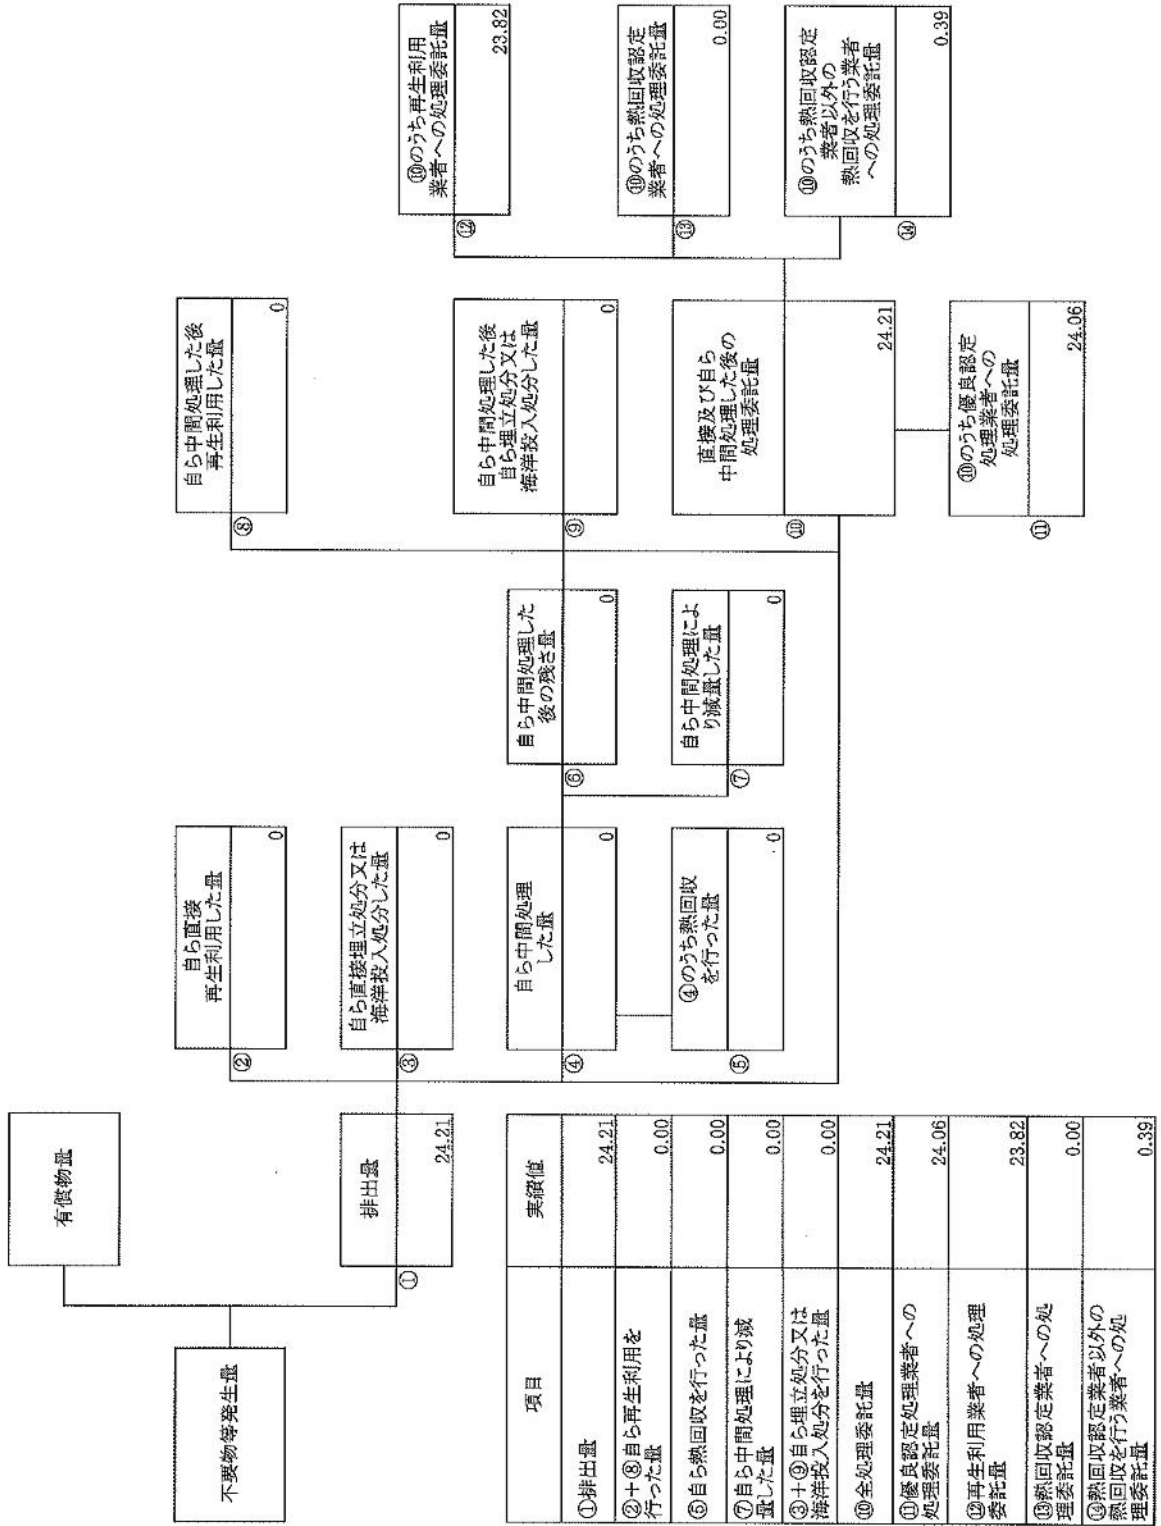 不要物等発生量
有償物量
排出量
①
24.21
自ら直接
再生利用した量
②
0
自ら直接埋立処分又は
海洋投入処分した量
③
0
自ら中間処理
した量
④
0
④のうち熱回収
を行った量
⑤
0
自ら中間処理した
後の残さ量
⑥
0
自ら中間処理によ
り減量した量
⑦
0
自ら中間処理した後
再生利用した量
⑧
0
自ら中間処理した後
自ら埋立処分又は
海洋投入処分した量
⑨
0
直接及び自ら
中間処理した後の
処理委託量
⑩
24.21
⑩のうち優良認定
処理業者への
処理委託量
⑪
24.06
⑩のうち再生利用
業者への処理委託量
⑫
23.82
⑩のうち熱回収認定
業者への処理委託量
⑬
0.00
⑩のうち熱回収認定
業者以外の
熱回収を行う業者
への処理委託量
⑭
0.39
項目 実績値
①排出量 24.21
②+⑧自ら再生利用を
行った量 0.00
⑤自ら熱回収を行った量 0.00
⑦自ら中間処理により減
量した量 0.00
③+⑨自ら埋立処分又は
海洋投入処分を行った量 0.00
⑩全処理委託量 24.21
⑪優良認定処理業者への
処理委託量 24.06
⑫再生利用業者への処理
委託量 23.82
⑬熱回収認定業者への処
理委託量 0.00
⑭熱回収認定業者以外の
熱回収を行う業者への処
理委託量 0.39